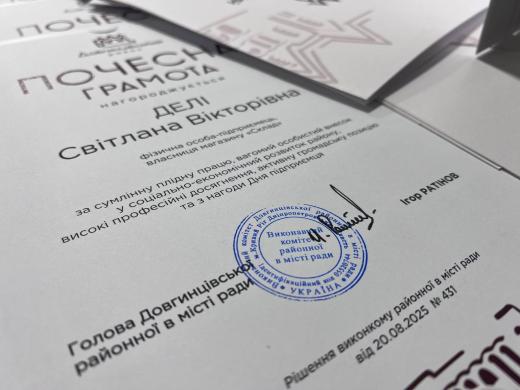 ПОЧЕСНА
ГРАМОТА
нагороджується
ДЕЛІ
Світлана Вікторівна
фізична особа-підприємець,
власниця магазину «Склад»
за сумлінну плідну працю, вагомий особистий внесок
у соціально-економічний розвиток району,
високі професійні досягнення, активну громадську позицію
та з нагоди Дня підприємця
Голова Довгинцівської
районної в місті ради
Ігор РАТІНОВ
Виконавчий
комітет
районної
в місті ради
УКРАЇНА
Рішення виконкому районної в місті ради
від 20.08.2025 № 431